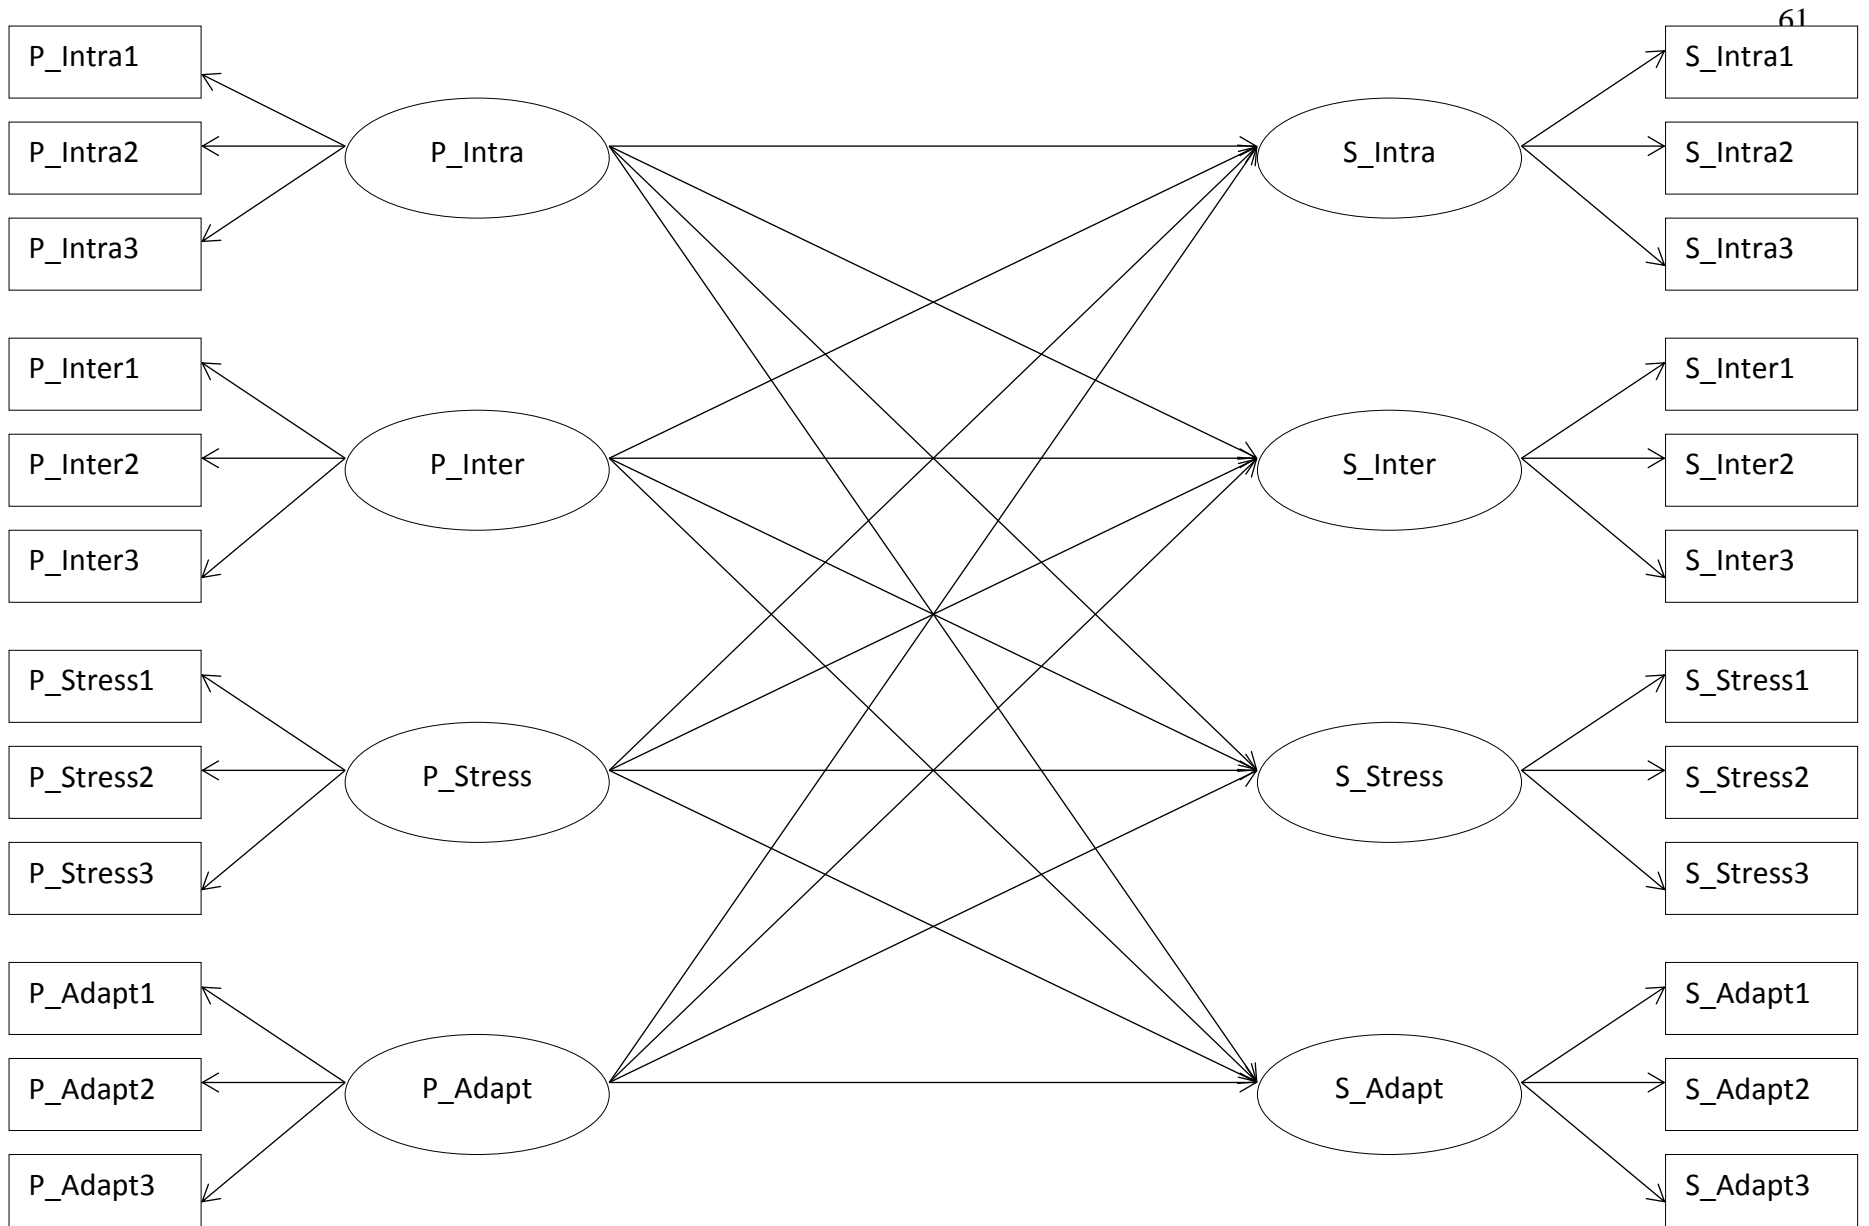 61
P_Intra1
S_Intra1
P_Intra2
P_Intra
S_Intra
S_Intra2
P_Intra3
S_Intra3
P_Inter1
S_Inter1
P_Inter2
P_Inter
S_Inter
S_Inter2
P_Inter3
S_Inter3
P_Stress1
S_Stress1
P_Stress2
P_Stress
S_Stress
S_Stress2
P_Stress3
S_Stress3
P_Adapt1
S_Adapt1
P_Adapt2
P_Adapt
S_Adapt
S_Adapt2
P_Adapt3
S_Adapt3